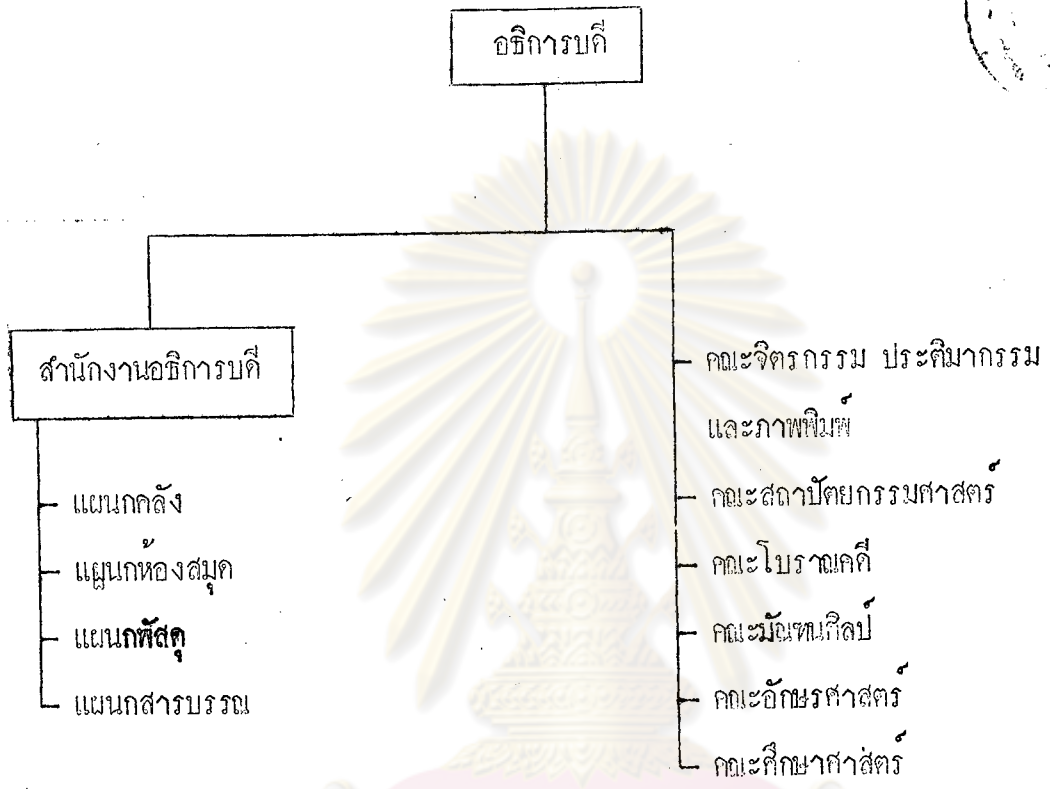 อธิการบดี
สำนักงานอธิการบดี
แผนกคลัง
แผนกห้องสมุด
แผนกพัสดุ
แผนกสารบรรณ
คณะจิตรกรรม ประติมากรรม
และภาพพิมพ์
คณะสถาปัตยกรรมศาสตร์
คณะโบราณคดี
คณะมัณฑนศิลป์
คณะอักษรศาสตร์
คณะศึกษาศาสตร์